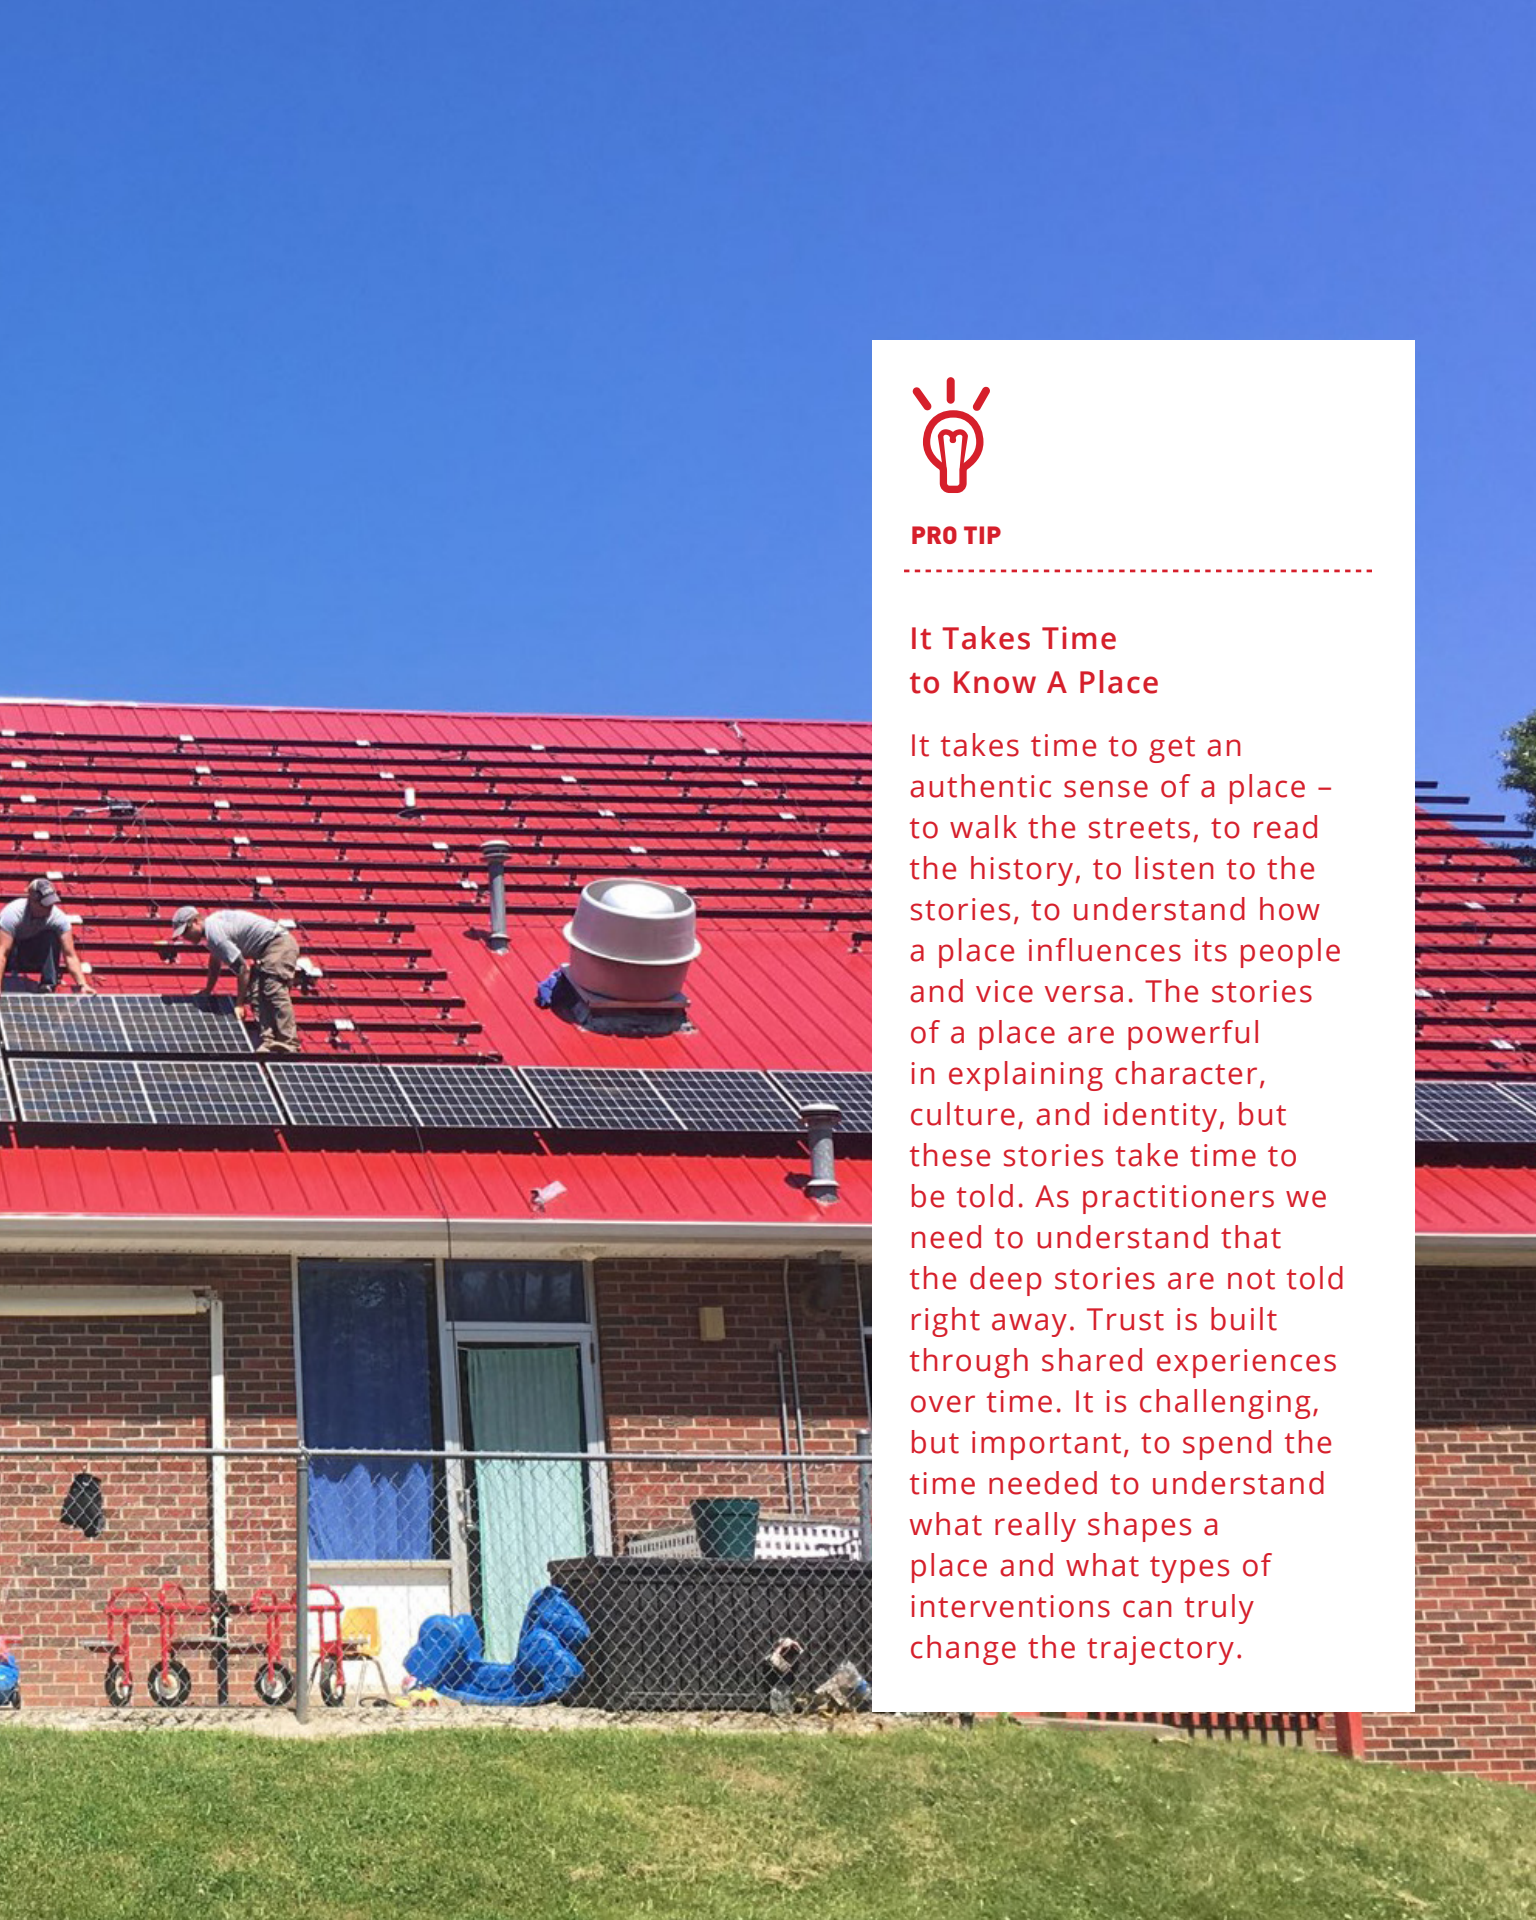 PRO TIP
It Takes Time
to Know A Place
It takes time to get an
authentic sense of a place –
to walk the streets, to read
the history, to listen to the
stories, to understand how
a place influences its people
and vice versa. The stories
of a place are powerful
in explaining character,
culture, and identity, but
these stories take time to
be told. As practitioners we
need to understand that
the deep stories are not told
right away. Trust is built
through shared experiences
over time. It is challenging,
but important, to spend the
time needed to understand
what really shapes a
place and what types of
interventions can truly
change the trajectory.